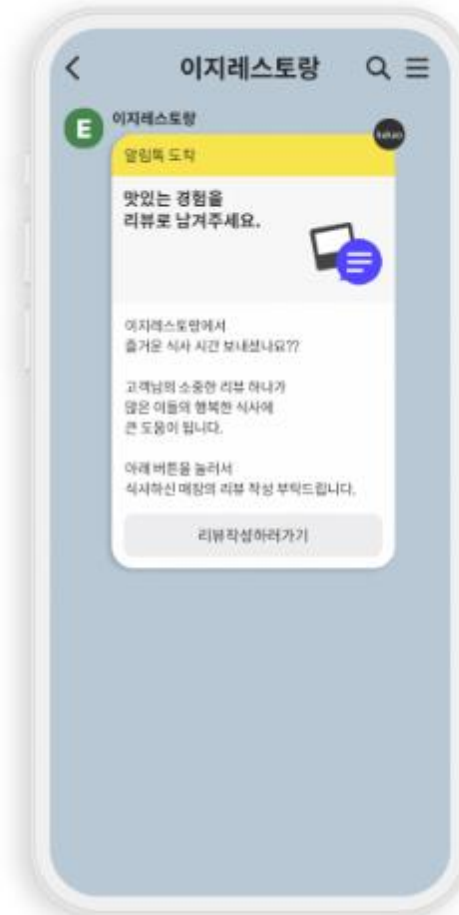 이지레스토랑
E
이지레스토랑
kakao
알림톡 도착
맛있는 경험을
리뷰로 남겨주세요.
이지레스토랑에서
즐거운 식사 시간 보내셨나요??
고객님의 소중한 리뷰 하나가
많은 이들의 행복한 식사에
큰 도움이 됩니다.
아래 버튼을 눌러서
식사하신 매장의 리뷰 작성 부탁드립니다.
리뷰작성하러가기